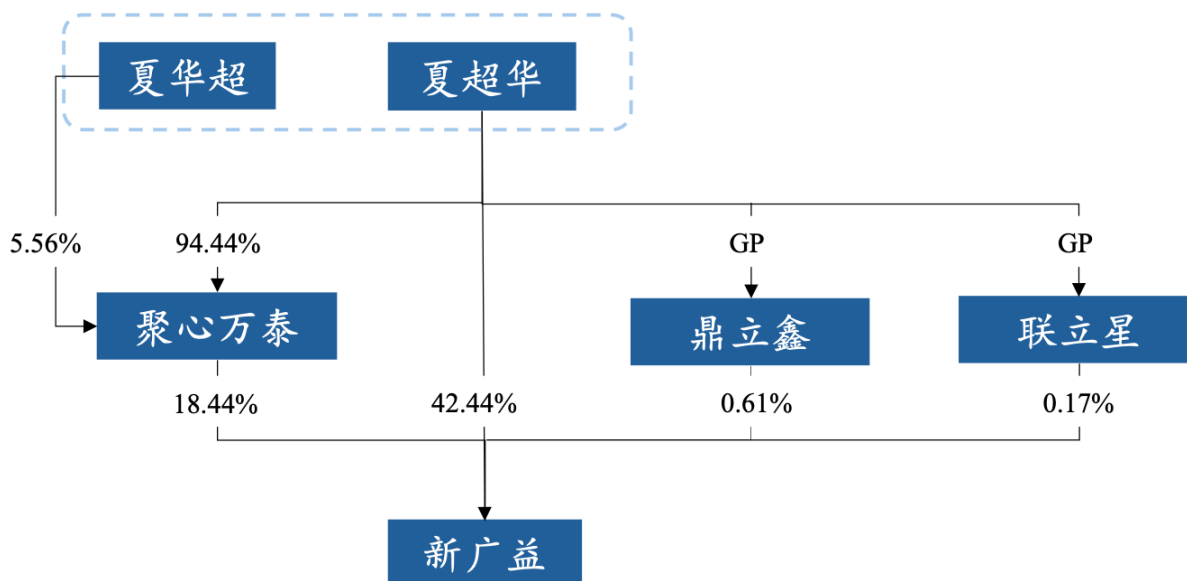 夏华超
夏超华
5.56%
94.44%
GP
GP
聚心万泰
鼎立鑫
联立星
18.44%
42.44%
0.61%
0.17%
新广益